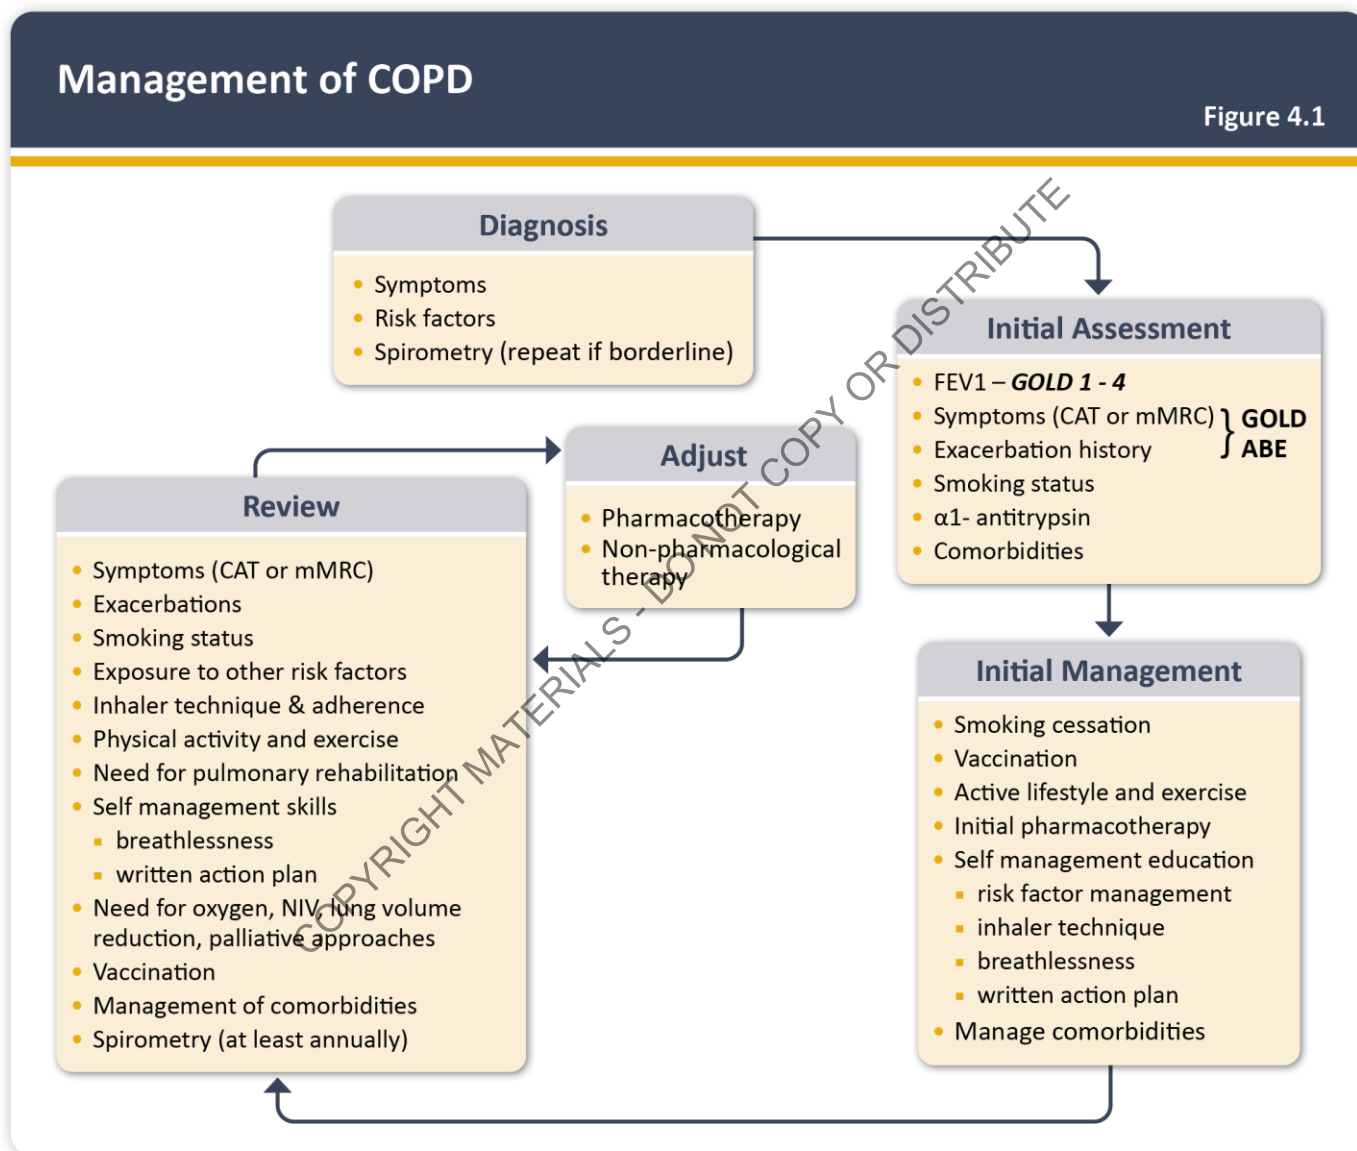 Management of COPD
Figure 4.1
Diagnosis
• Symptoms
• Risk factors
• Spirometry (repeat if borderline)
Initial Assessment
• FEV1 – GOLD 1 - 4
• Symptoms (CAT or mMRC)
• Exacerbation history
} GOLD
ABE
• Smoking status
• α1- antitrypsin
• Comorbidities
Initial Management
• Smoking cessation
• Vaccination
• Active lifestyle and exercise
• Initial pharmacotherapy
• Self management education
▪ risk factor management
▪ inhaler technique
▪ breathlessness
▪ written action plan
• Manage comorbidities
Review
• Symptoms (CAT or mMRC)
• Exacerbations
• Smoking status
• Exposure to other risk factors
• Inhaler technique & adherence
• Physical activity and exercise
• Need for pulmonary rehabilitation
• Self management skills
▪ breathlessness
▪ written action plan
• Need for oxygen, NIV, lung volume
reduction, palliative approaches
• Vaccination
• Management of comorbidities
• Spirometry (at least annually)
Adjust
• Pharmacotherapy
• Non-pharmacological
therapy
COPYRIGHT MATERIALS - DO NOT COPY OR DISTRIBUTE